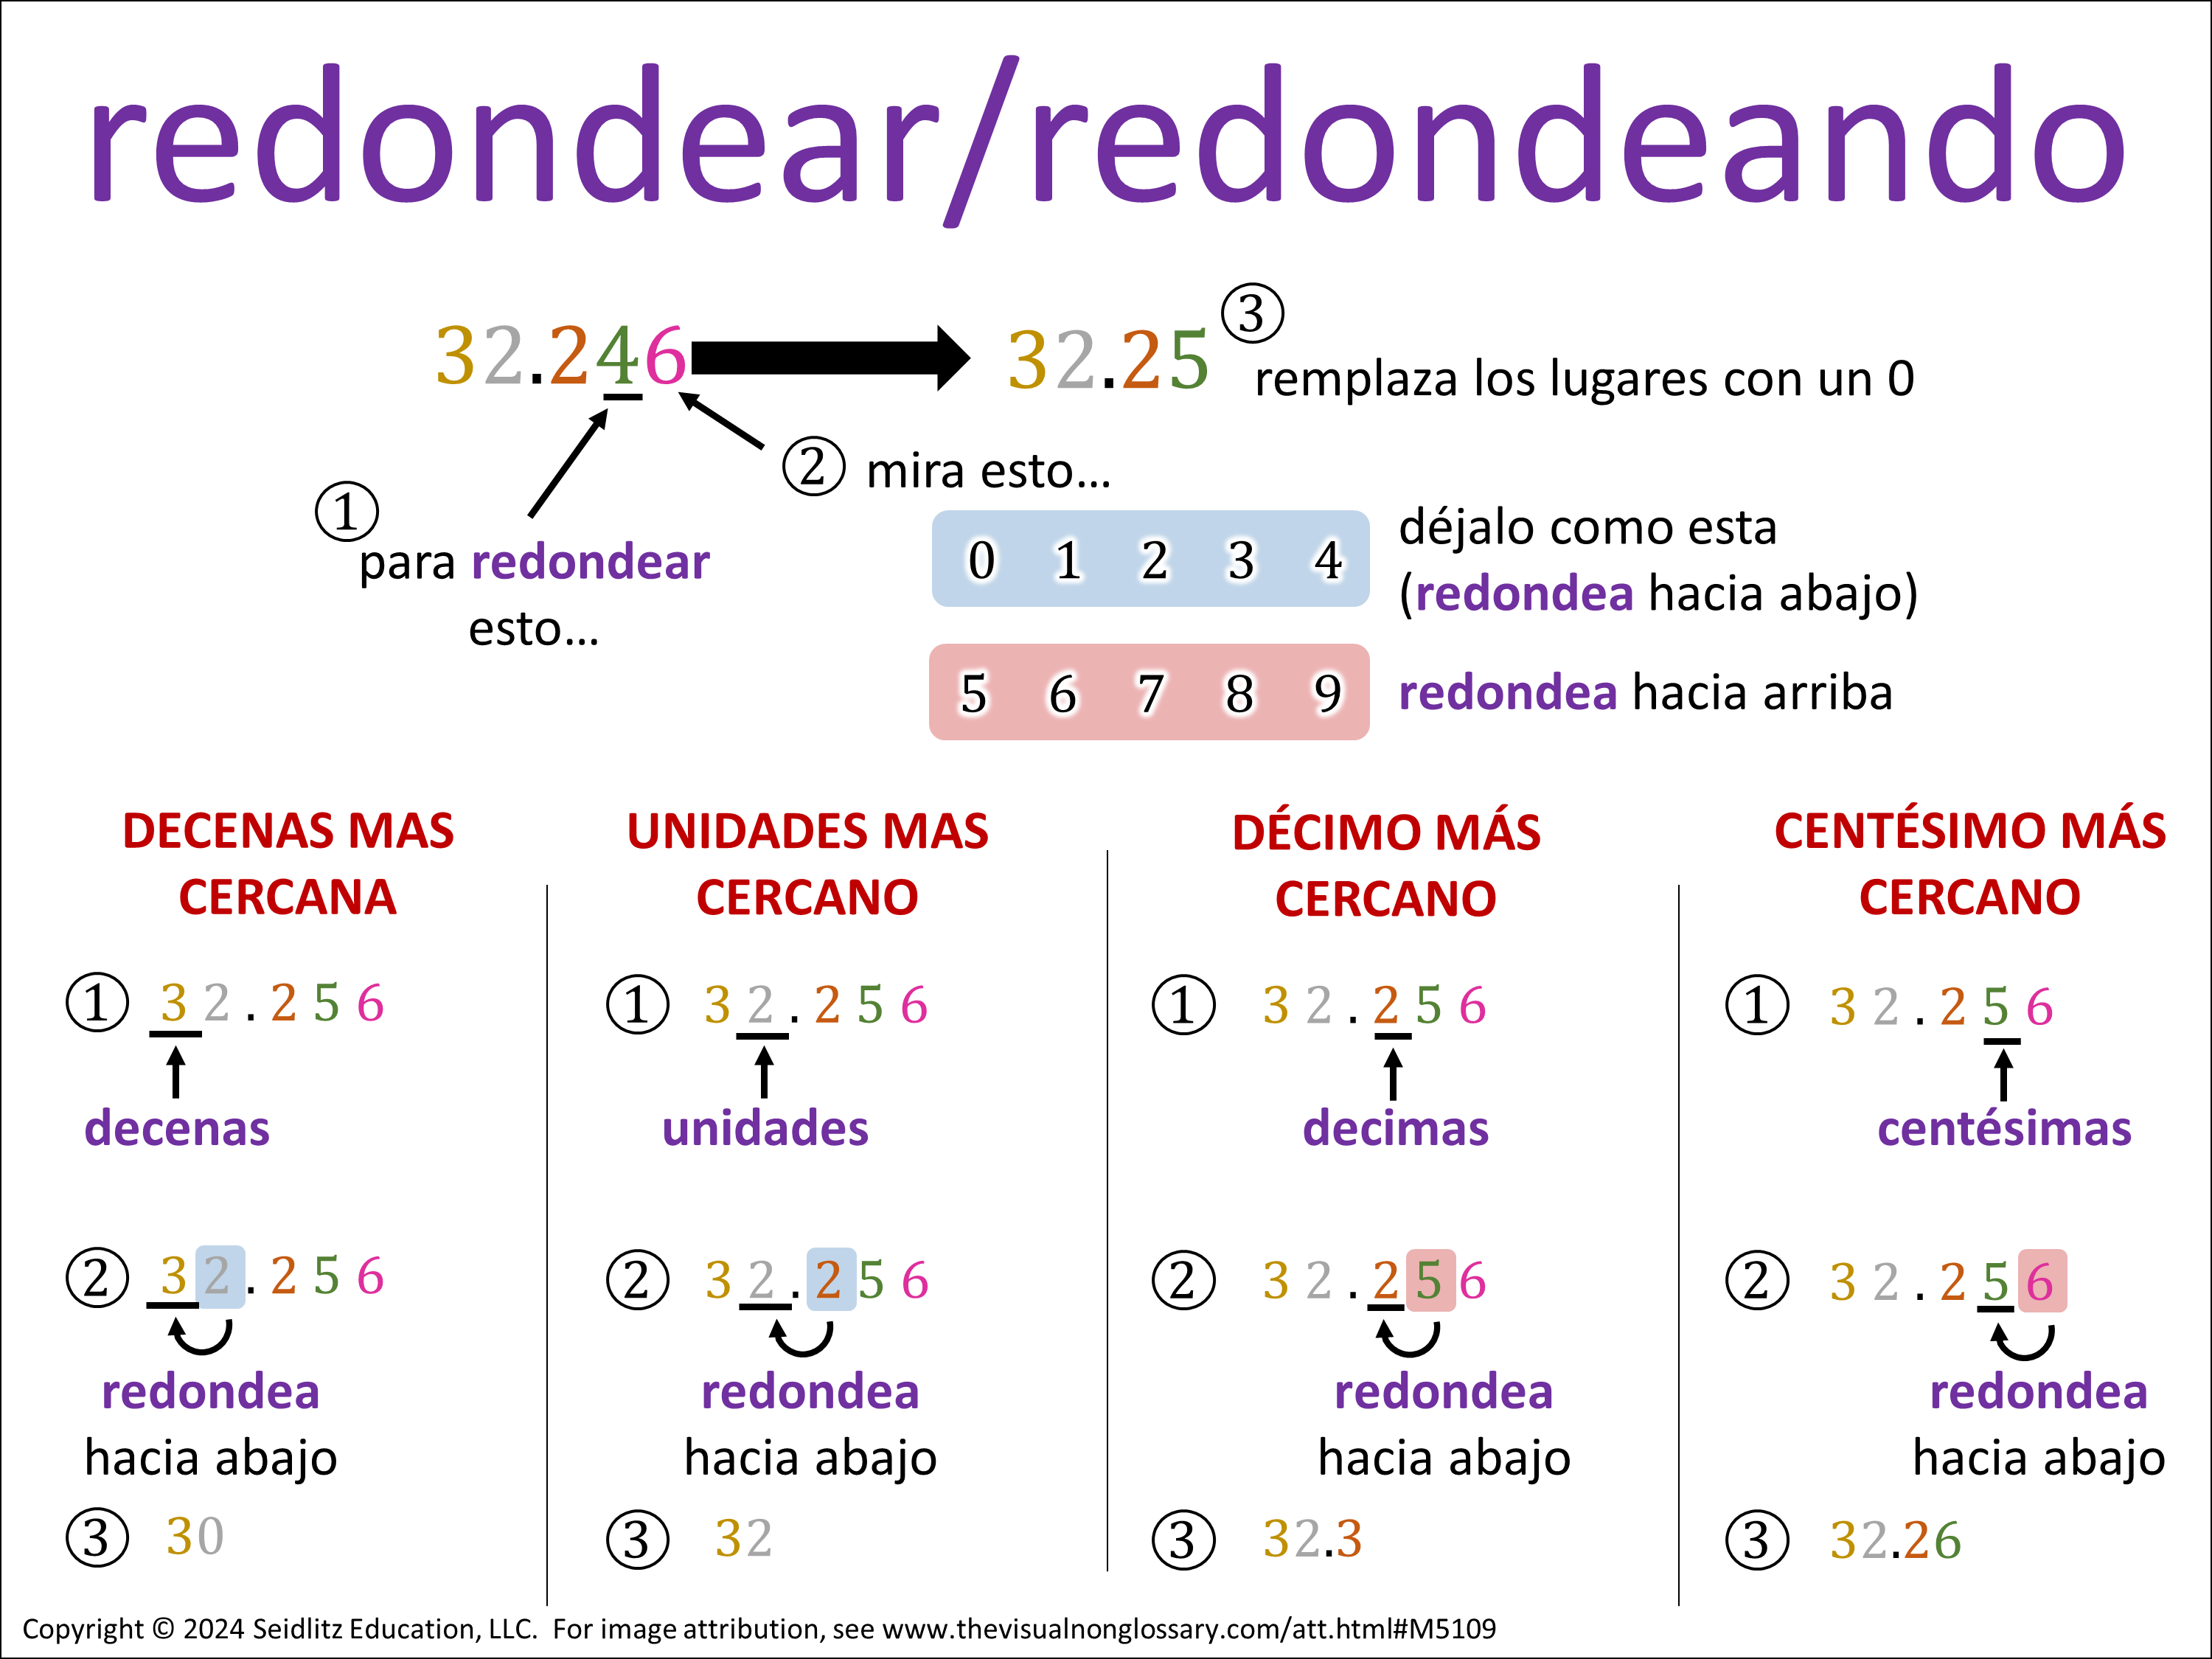 redondear/redondeando
32.246
32.25
③
remplaza los lugares con un 0
② mira esto...
①
para redondear
esto...
0 1 2 3 4
déjalo como esta
(redondea hacia abajo)
5 6 7 8 9
redondea hacia arriba
DECENAS MAS
CERCANA
① 32.256
decenas
② 32.256
redondea
hacia abajo
③ 30
UNIDADES MAS
CERCANO
① 32.256
unidades
② 32.256
redondea
hacia abajo
③ 32
DÉCIMO MÁS
CERCANO
① 32.256
decimas
② 32.256
redondea
hacia abajo
③ 32.3
CENTÉSIMO MÁS
CERCANO
① 32.256
centésimas
② 32.256
redondea
hacia abajo
③ 32.26
Copyright © 2024 Seidlitz Education, LLC. For image attribution, see www.thevisualnonglossary.com/att.html#M5109